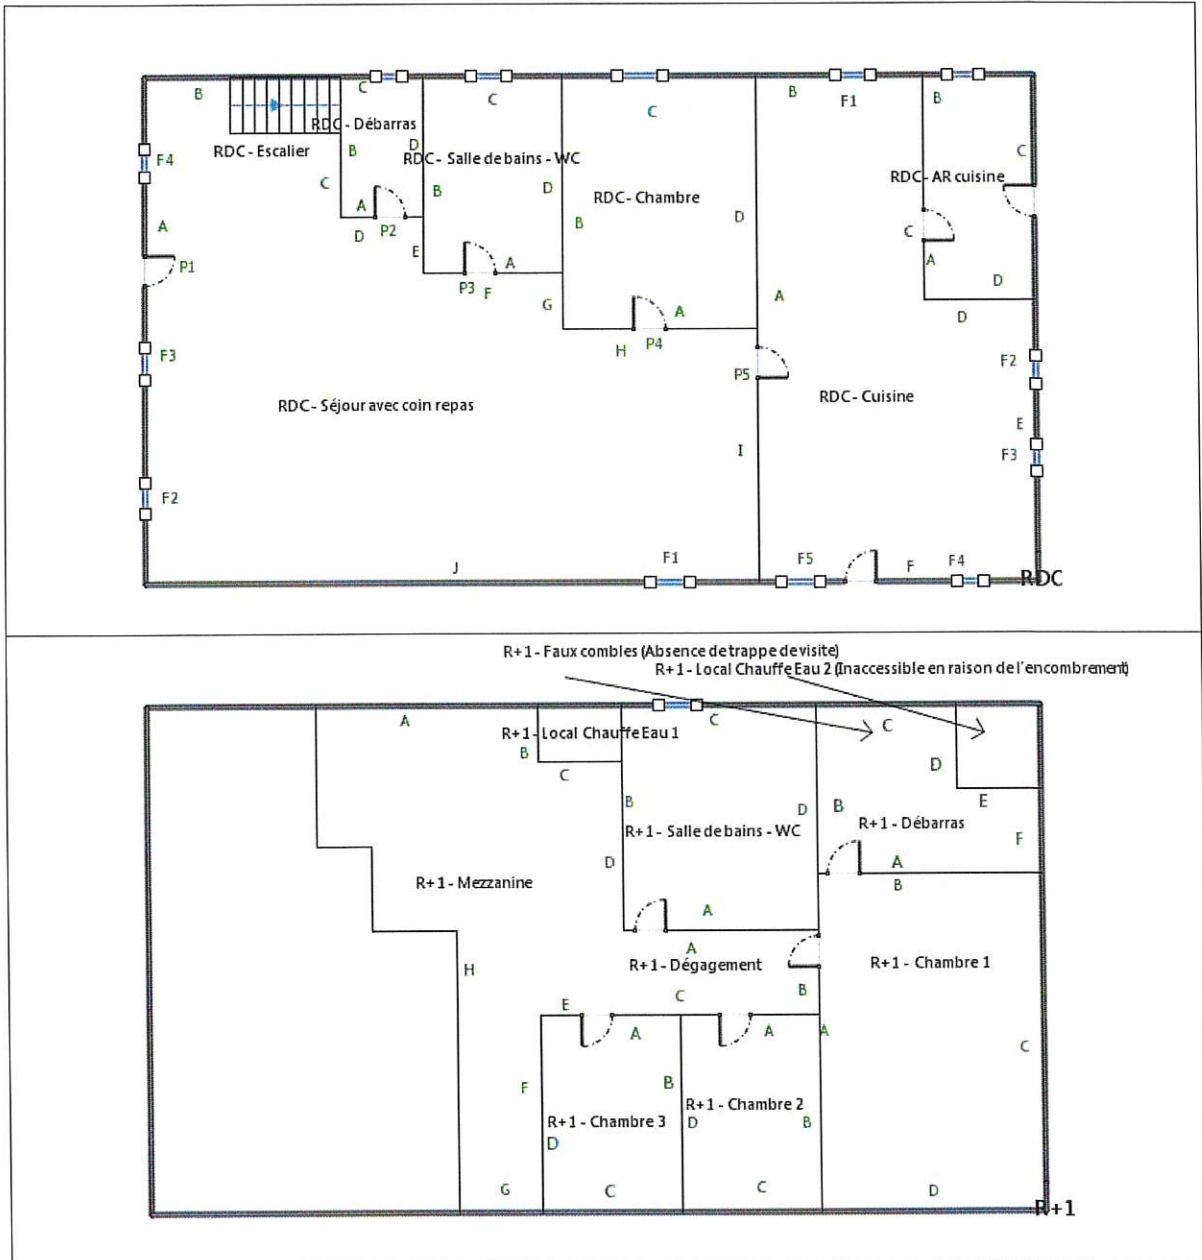 B
C
C
C
B
F1
B
RDC - Débarras
F4
RDC - Escalier
B
D
C
RDC - Salle de bains - WC
RDC - AR cuisine
C
B
D
RDC - Chambre
A
D
B
D
A
P2
D
C
E
A
A
P1
P3
F
D
G
A
A
D
H
P4
F3
P5
F2
RDC - Séjour avec coin repas
RDC - Cuisine
E
I
F3
F2
J
F1
F5
F
F4
RDC
R+1 - Faux combles (Absence de trappe de visite)
R+1 - Local Chauffe Eau 2 (Inaccessible en raison de l'encombrement)
A
C
C
R+1 - Local Chauffe Eau 1
B
C
D
E
B
D
B
R+1 - Salle de bains - WC
R+1 - Débarras
D
F
A
R+1 - Mezzanine
B
A
A
H
R+1 - Dégagement
R+1 - Chambre 1
B
E
C
A
A
A
C
F
B
R+1 - Chambre 2
R+1 - Chambre 3
D
B
D
G
C
C
D
R+1